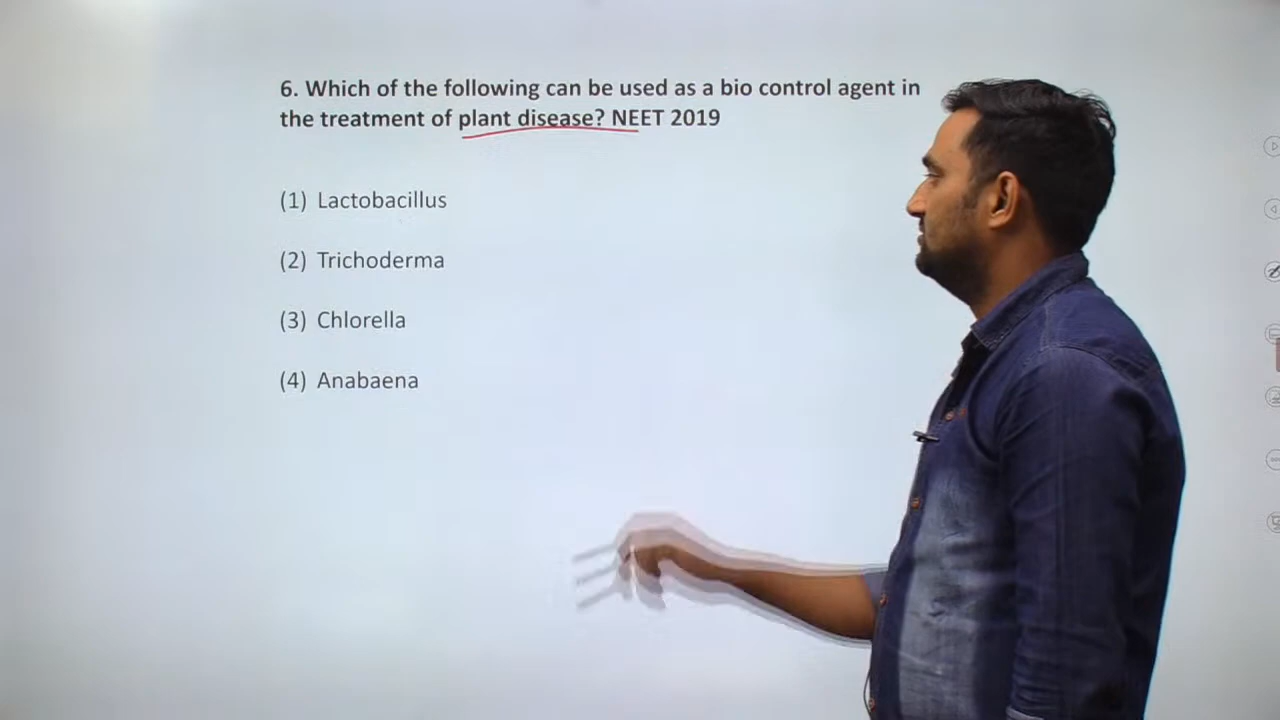 6. Which of the following can be used as a bio control agent in
the treatment of plant disease? NEET 2019
(1) Lactobacillus
(2) Trichoderma
(3) Chlorella
(4) Anabaena